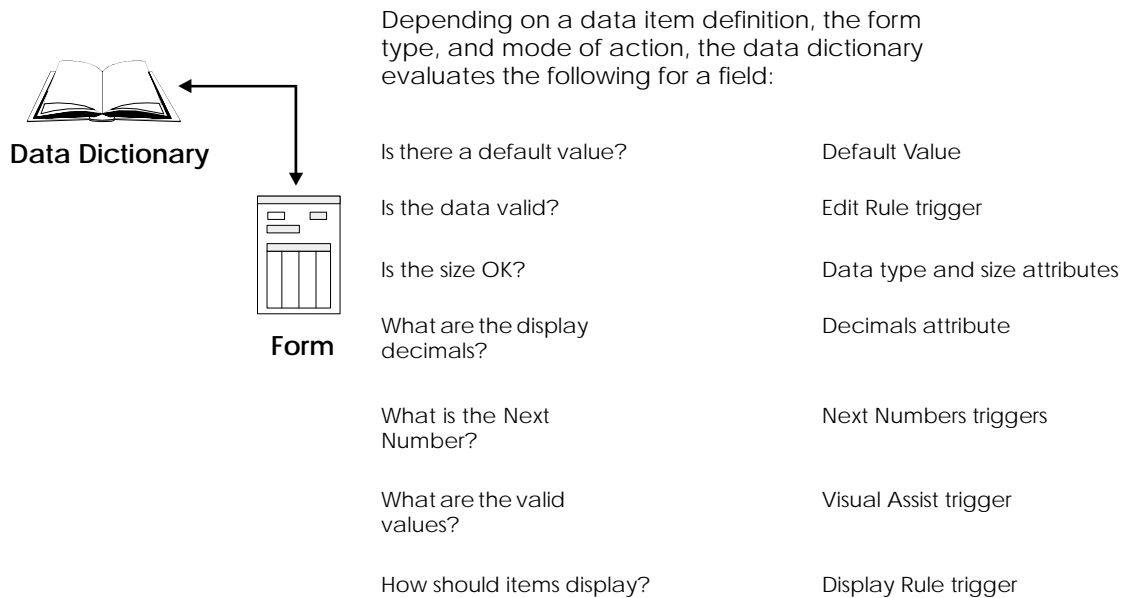 Depending on a data item definition, the form
type, and mode of action, the data dictionary
evaluates the following for a field:
Data Dictionary
Is there a default value? Default Value
Is the data valid? Edit Rule trigger
Is the size OK? Data type and size attributes
Form
What are the display Decimals attribute
decimals?
What is the Next Next Numbers triggers
Number?
What are the valid Visual Assist trigger
values?
How should items display? Display Rule trigger